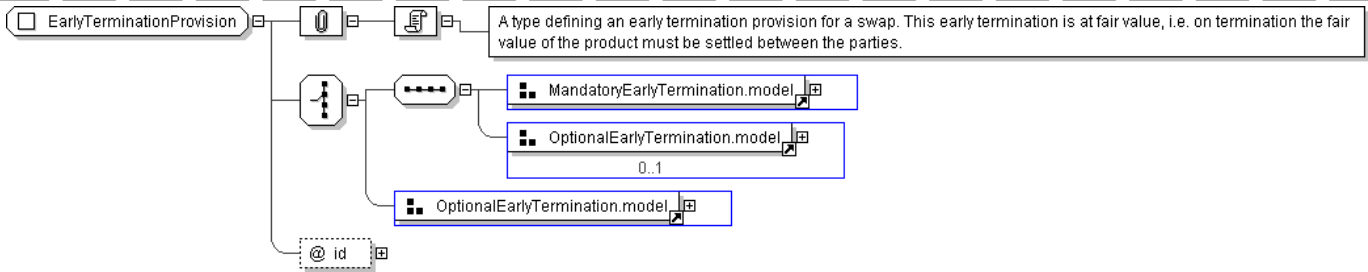 EarlyTerminationProvision
A type defining an early termination provision for a swap. This early termination is at fair value, i.e. on termination the fair
value of the product must be settled between the parties.
MandatoryEarlyTermination.model
OptionalEarlyTermination.model
0..1
OptionalEarlyTermination.model
@ id